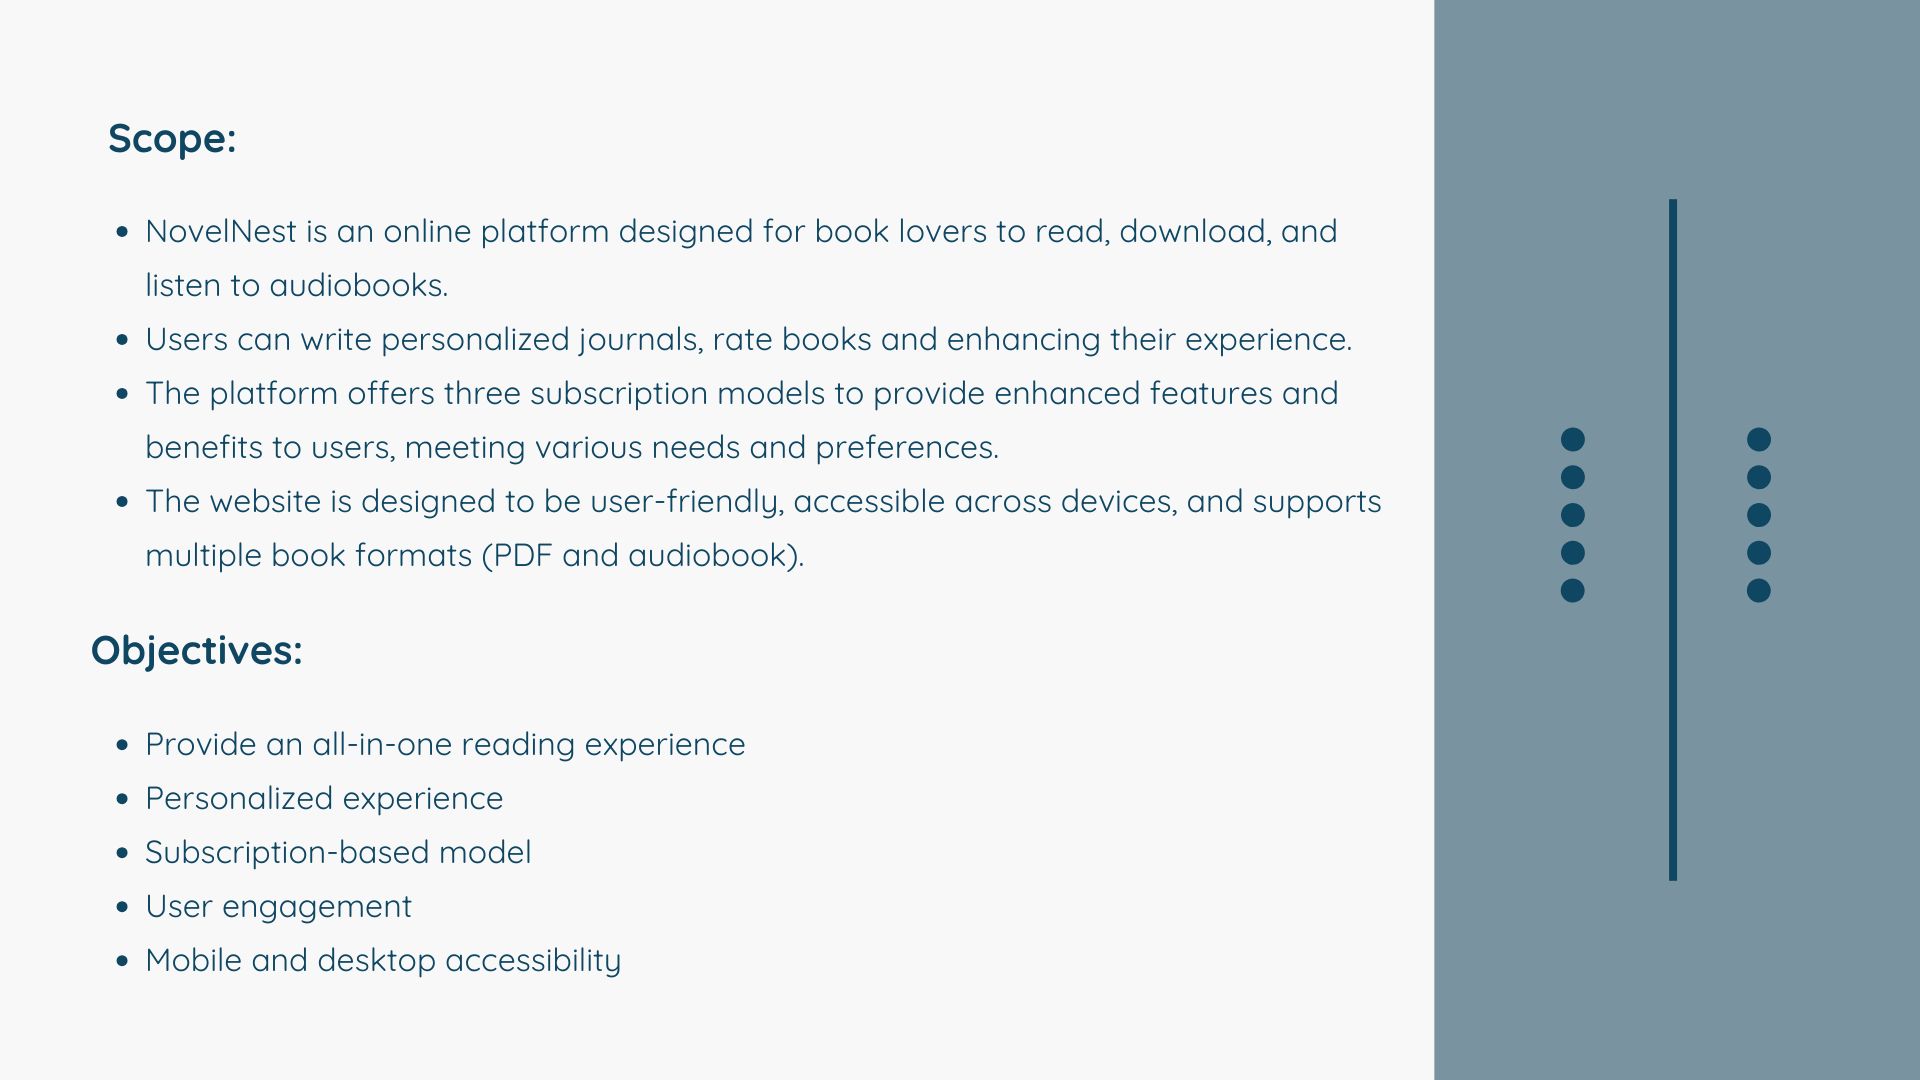 Scope:
• NovelNest is an online platform designed for book lovers to read, download, and
listen to audiobooks.
• Users can write personalized journals, rate books and enhancing their experience.
• The platform offers three subscription models to provide enhanced features and
benefits to users, meeting various needs and preferences.
• The website is designed to be user-friendly, accessible across devices, and supports
multiple book formats (PDF and audiobook).
Objectives:
• Provide an all-in-one reading experience
• Personalized experience
• Subscription-based model
• User engagement
• Mobile and desktop accessibility